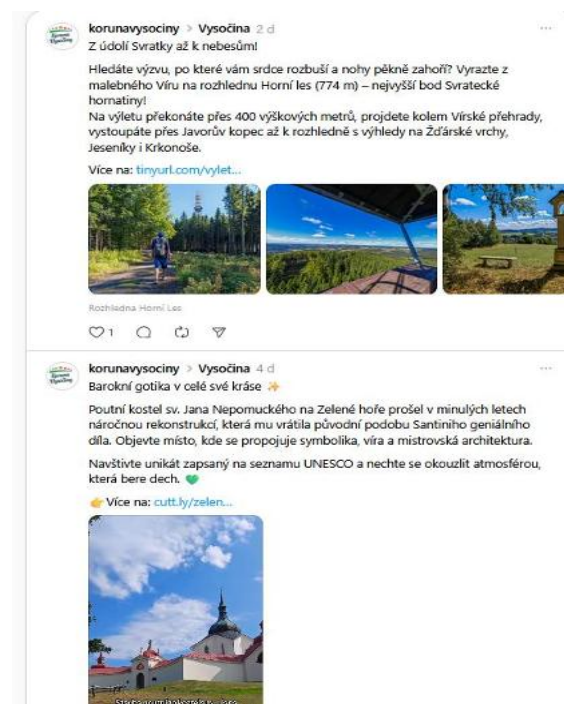 korunavysociny > Vysočina 2 d
Z údolí Svratky až k nebesům!
Hledáte výzvu, po které vám srdce rozbuší a nohy pěkně zahoří? Vyrazte z
malebného Víru na rozhlednu Horní les (774 m) – nejvyšší bod Svratecké
hornatiny!
Na výletu překonáte přes 400 výškových metrů, projdete kolem Vírské přehrady,
vystoupáte přes Javorův kopec až k rozhledně s výhledy na Žďárské vrchy,
Jeseníky i Krkonoše.
Více na: tinyurl.com/vylet...
Rozhledna Horní Les
1
korunavysociny > Vysočina 4 d
Barokní gotika v celé své kráse ✨
Poutní kostel sv. Jana Nepomuckého na Zelené hoře prošel v minulých letech
náročnou rekonstrukcí, která mu vrátila původní podobu Santiniho geniálního
díla. Objevte místo, kde se propojuje symbolika, víra a mistrovská architektura.
Navštivte unikát zapsaný na seznamu UNESCO a nechte se okouzlit atmosférou,
která bere dech. 💚
👉 Více na: cutt.ly/zelen...